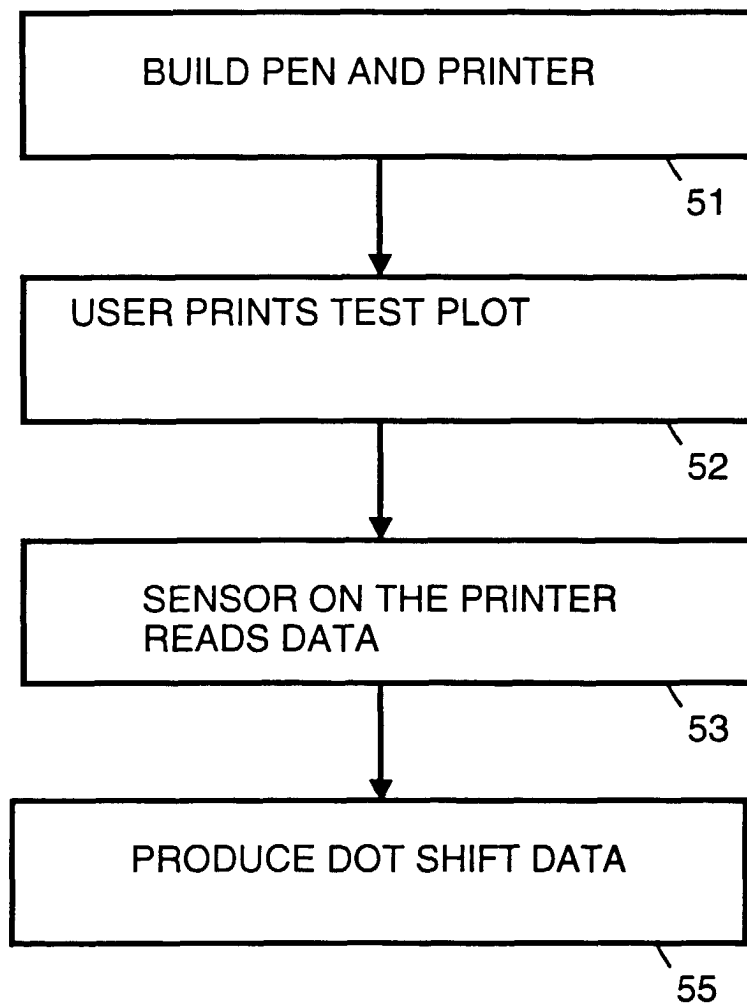 BUILD PEN AND PRINTER
51
USER PRINTS TEST PLOT
52
SENSOR ON THE PRINTER
READS DATA
53
PRODUCE DOT SHIFT DATA
55